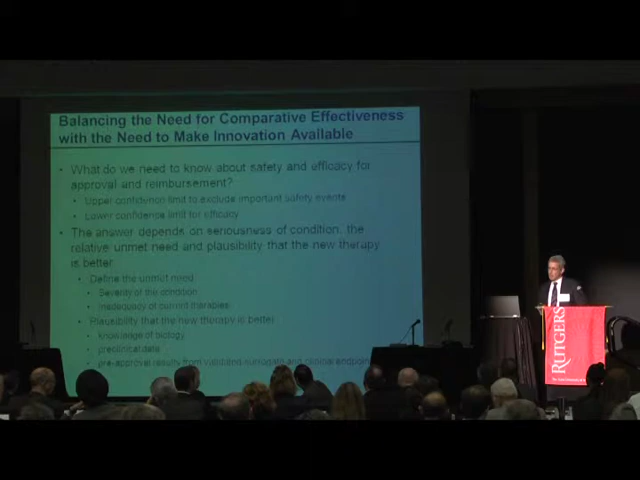 Balancing the Need for Comparative Effectiveness
with the Need to Make Innovation Available
• What do we need to know about safety and efficacy for
approval and reimbursement?
• Upper confidence limit to exclude important safety events
• Lower confidence limit for efficacy
• The answer depends on seriousness of condition, the
relative unmet need and plausibility that the new therapy
is better
• Define the unmet need
• Severity of the condition
• Inadequacy of current therapies
• Plausibility that the new therapy is better
• knowledge of biology
• preclinical data
• pre-approval results from validated surrogate and clinical endpoin
RUTGERS